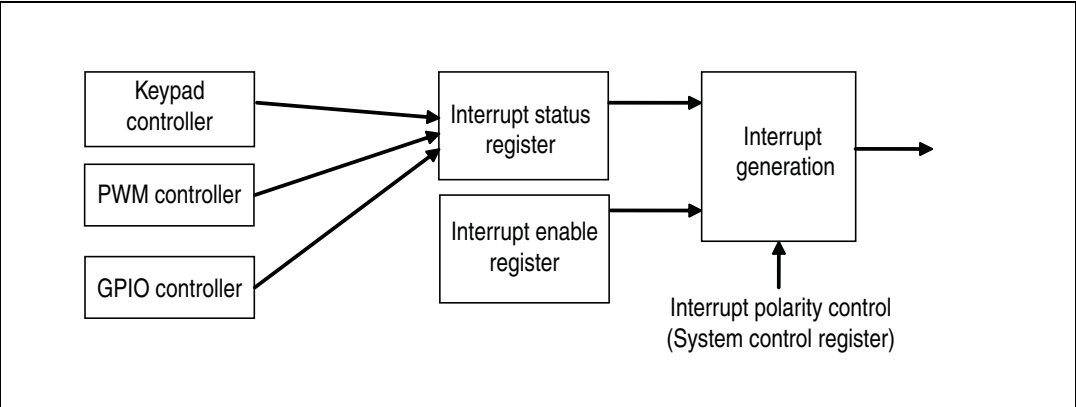 Keypad
controller
PWM controller
GPIO controller
Interrupt status
register
Interrupt enable
register
Interrupt
generation
Interrupt polarity control
(System control register)